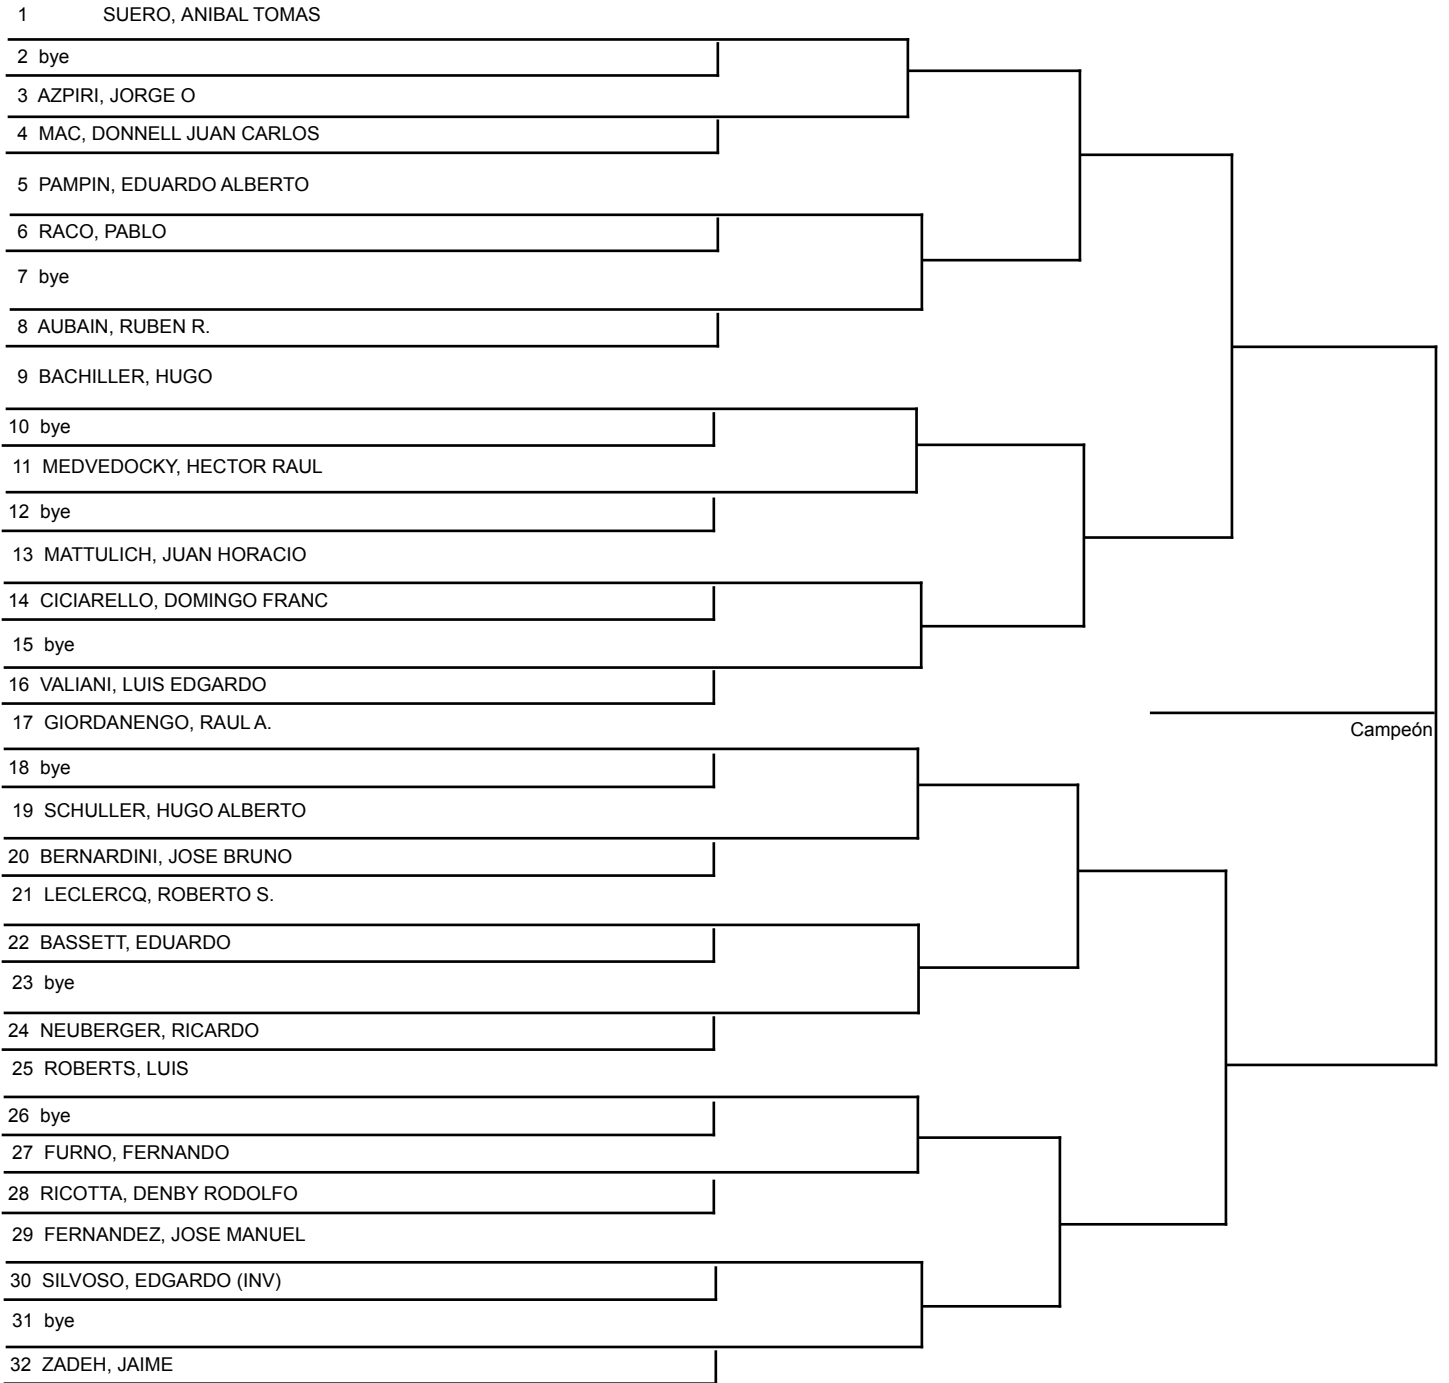 1 SUERO, ANIBAL TOMAS
2 bye
3 AZPIRI, JORGE O
4 MAC, DONNELL JUAN CARLOS
5 PAMPIN, EDUARDO ALBERTO
6 RACO, PABLO
7 bye
8 AUBAIN, RUBEN R.
9 BACHILLER, HUGO
10 bye
11 MEDVEDOCKY, HECTOR RAUL
12 bye
13 MATTULICH, JUAN HORACIO
14 CICIARELLO, DOMINGO FRANC
15 bye
16 VALIANI, LUIS EDGARDO
17 GIORDANENGO, RAUL A.
Campeón
18 bye
19 SCHULLER, HUGO ALBERTO
20 BERNARDINI, JOSE BRUNO
21 LECLERCQ, ROBERTO S.
22 BASSETT, EDUARDO
23 bye
24 NEUBERGER, RICARDO
25 ROBERTS, LUIS
26 bye
27 FURNO, FERNANDO
28 RICOTTA, DENBY RODOLFO
29 FERNANDEZ, JOSE MANUEL
30 SILVOSO, EDGARDO (INV)
31 bye
32 ZADEH, JAIME